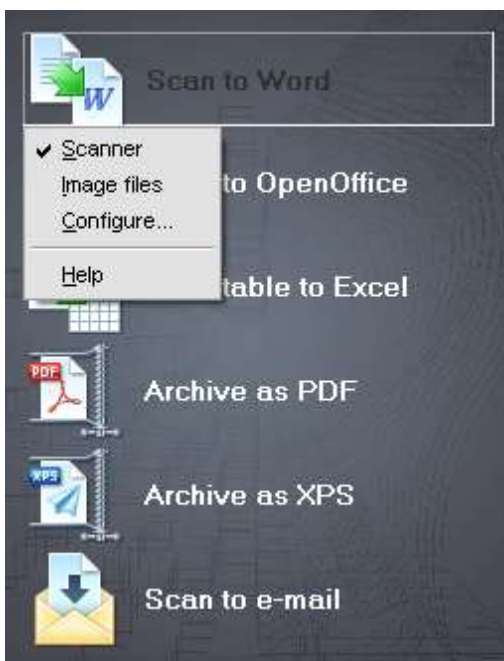 Scan to Word
W
Scanner
Image files
Configure...
Help
to OpenOffice
table to Excel
PDF
Archive as PDF
XPS
Archive as XPS
Scan to e-mail